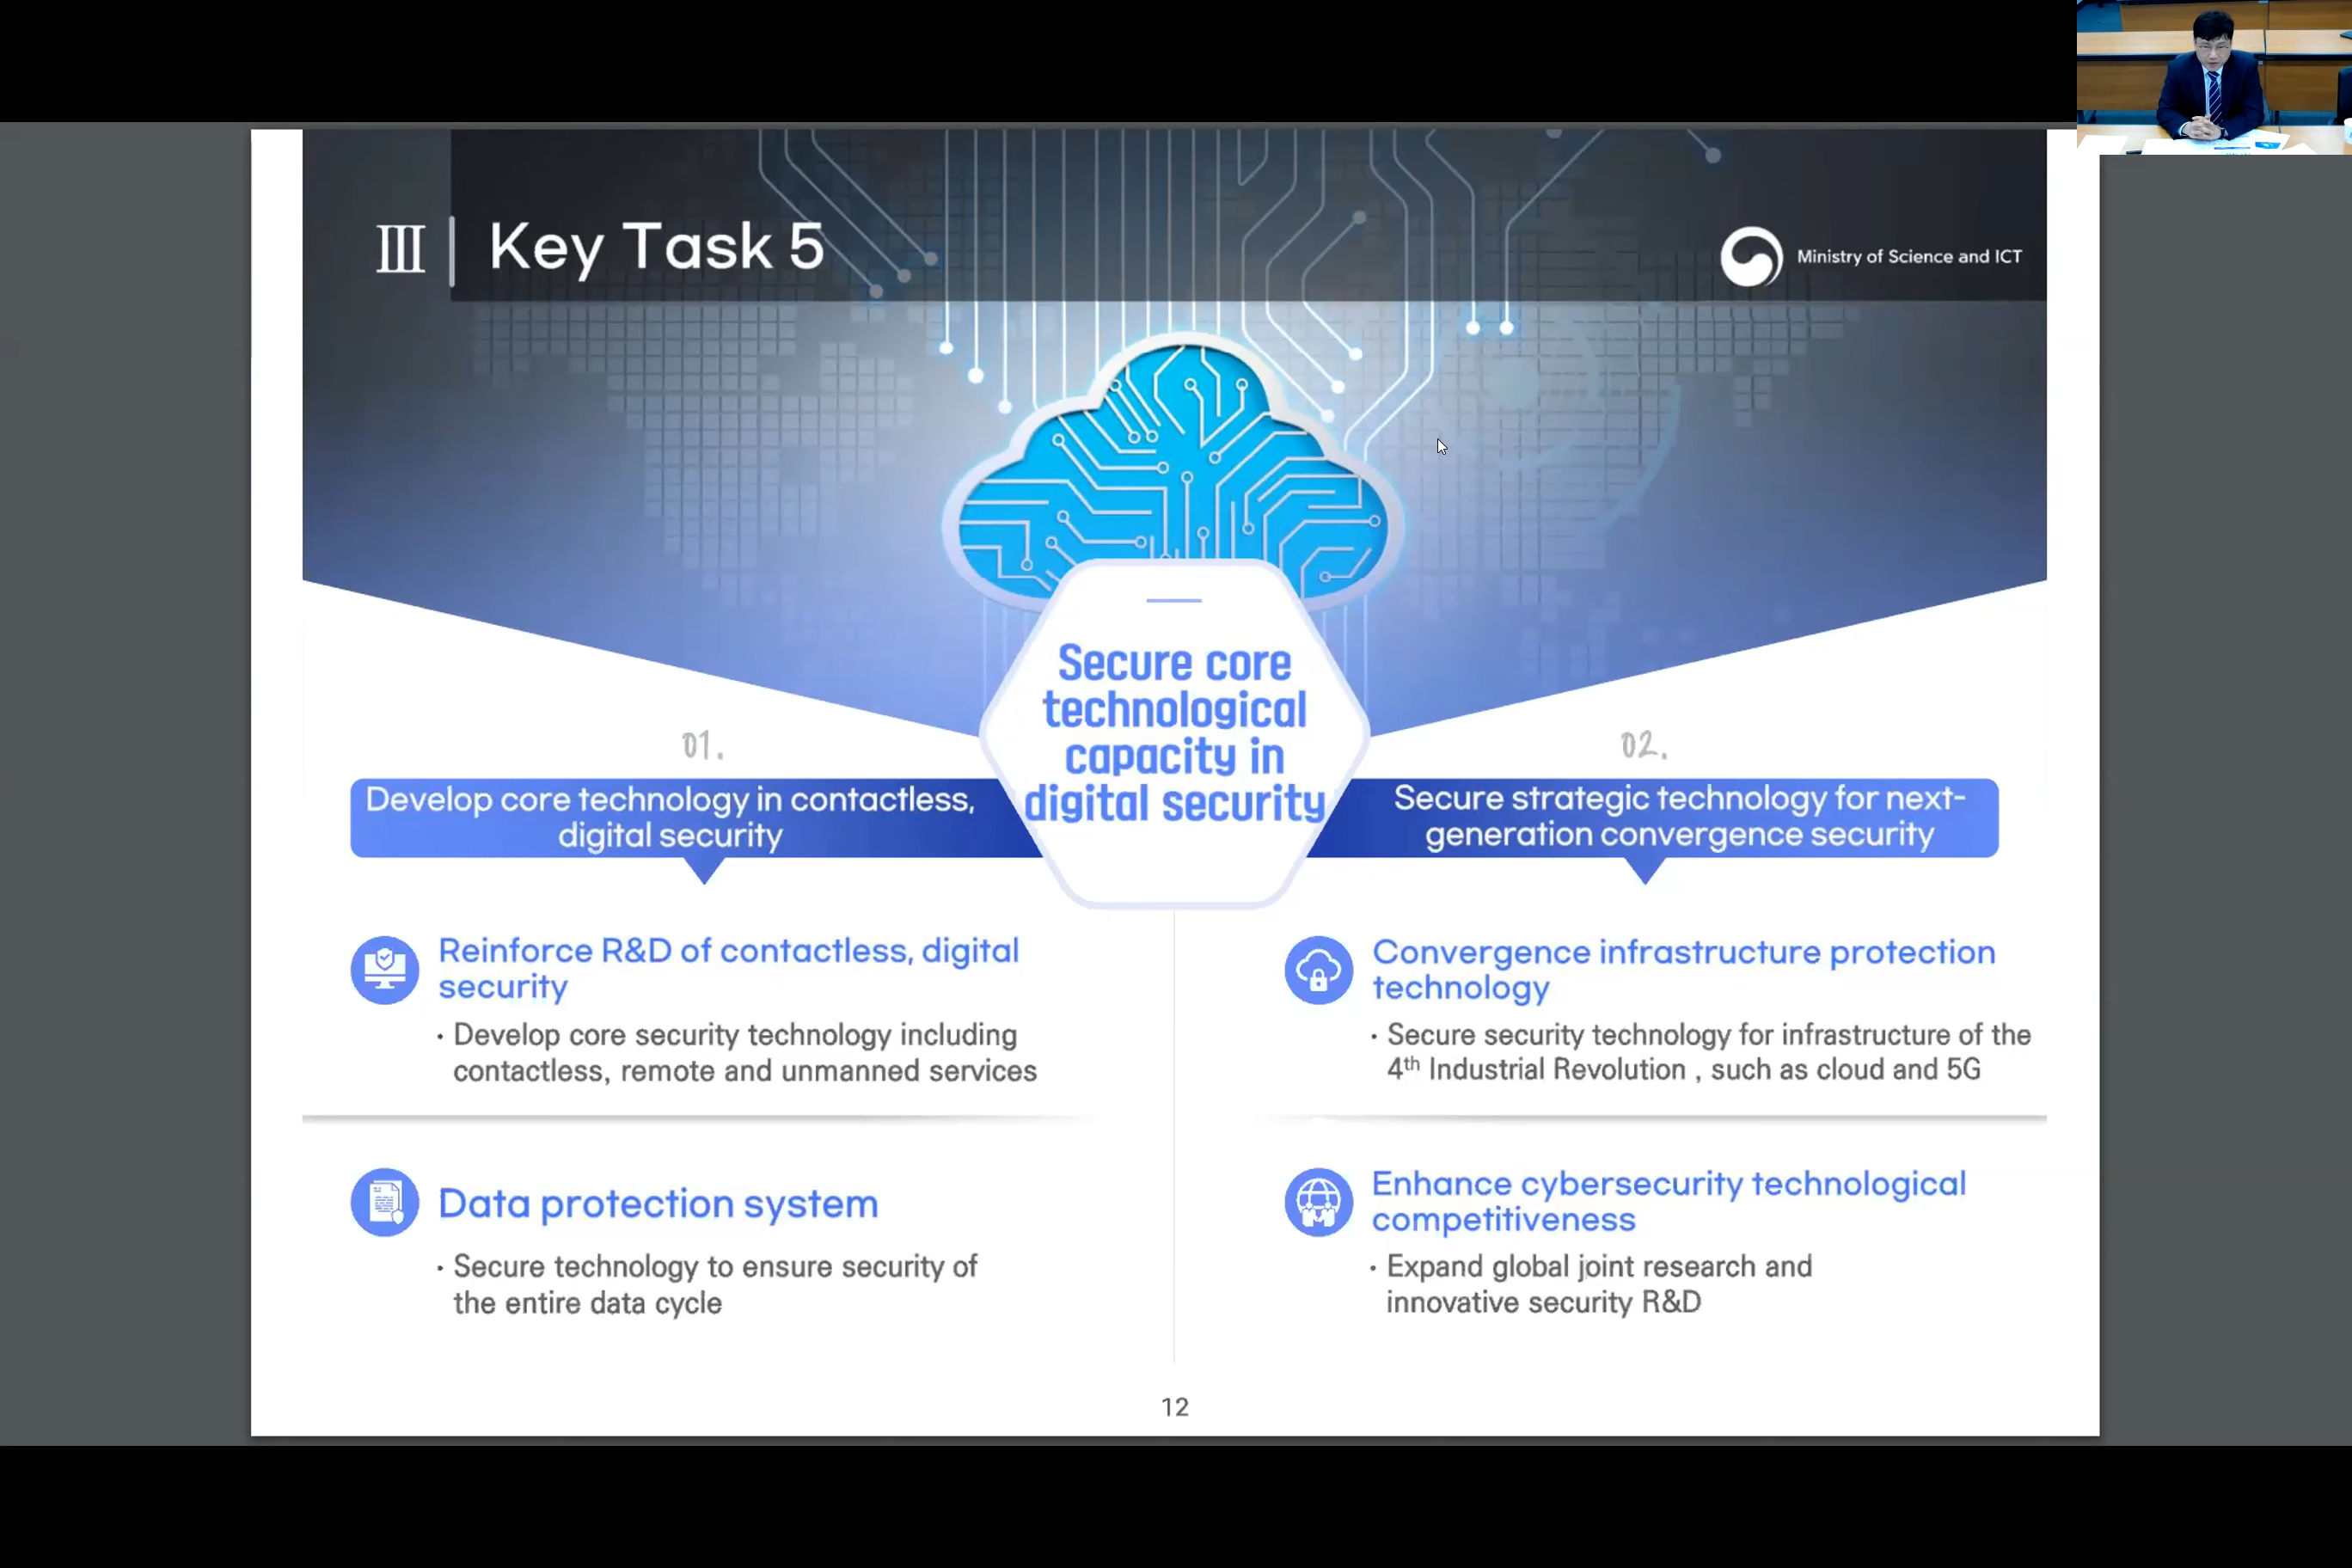 III
Key Task 5
Ministry of Science and ICT
Secure core
technological
capacity in
digital security
01.
Develop core technology in contactless,
digital security
Reinforce R&D of contactless, digital
security
· Develop core security technology including
contactless, remote and unmanned services
Data protection system
· Secure technology to ensure security of
the entire data cycle
02.
Secure strategic technology for next-
generation convergence security
Convergence infrastructure protection
technology
· Secure security technology for infrastructure of the
4th Industrial Revolution , such as cloud and 5G
Enhance cybersecurity technological
competitiveness
· Expand global joint research and
innovative security R&D
12